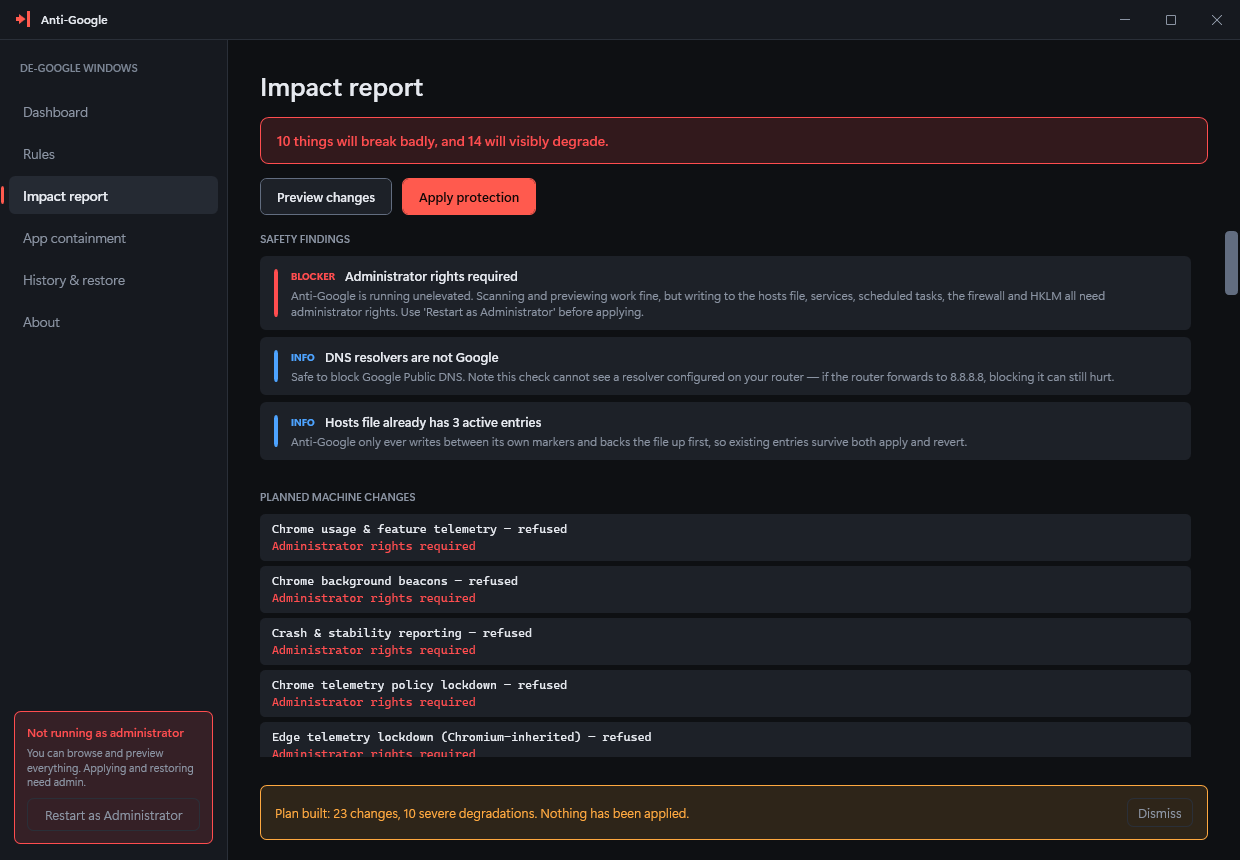 Anti-Google
DE-GOOGLE WINDOWS
Dashboard
Rules
Impact report
App containment
History & restore
About
Not running as administrator
You can browse and preview
everything. Applying and restoring
need admin.
Restart as Administrator
Impact report
10 things will break badly, and 14 will visibly degrade.
Preview changes
Apply protection
SAFETY FINDINGS
BLOCKER Administrator rights required
Anti-Google is running unelevated. Scanning and previewing work fine, but writing to the hosts file, services, scheduled tasks, the firewall and HKLM all need
administrator rights. Use 'Restart as Administrator' before applying.
INFO DNS resolvers are not Google
Safe to block Google Public DNS. Note this check cannot see a resolver configured on your router — if the router forwards to 8.8.8.8, blocking it can still hurt.
INFO Hosts file already has 3 active entries
Anti-Google only ever writes between its own markers and backs the file up first, so existing entries survive both apply and revert.
PLANNED MACHINE CHANGES
Chrome usage & feature telemetry — refused
Administrator rights required
Chrome background beacons — refused
Administrator rights required
Crash & stability reporting — refused
Administrator rights required
Chrome telemetry policy lockdown — refused
Administrator rights required
Edge telemetry lockdown (Chromium-inherited) — refused
Administrator rights required
Plan built: 23 changes, 10 severe degradations. Nothing has been applied.
Dismiss